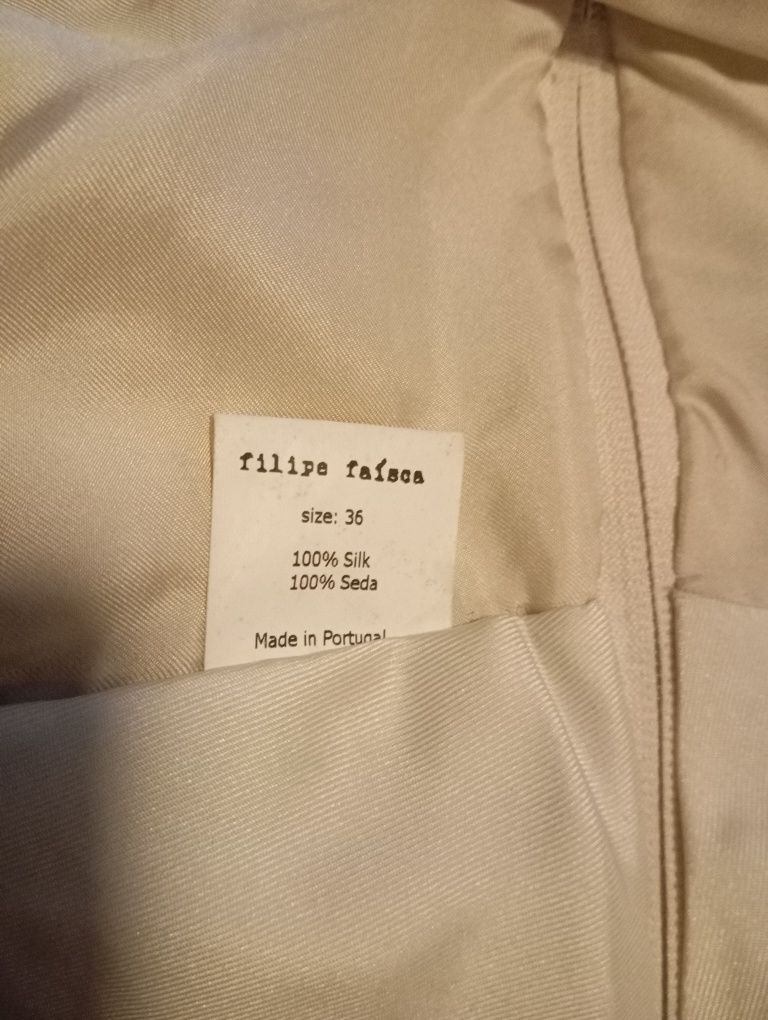 filipe faísca
size: 36
100% Silk
100% Seda
Made in Portugal